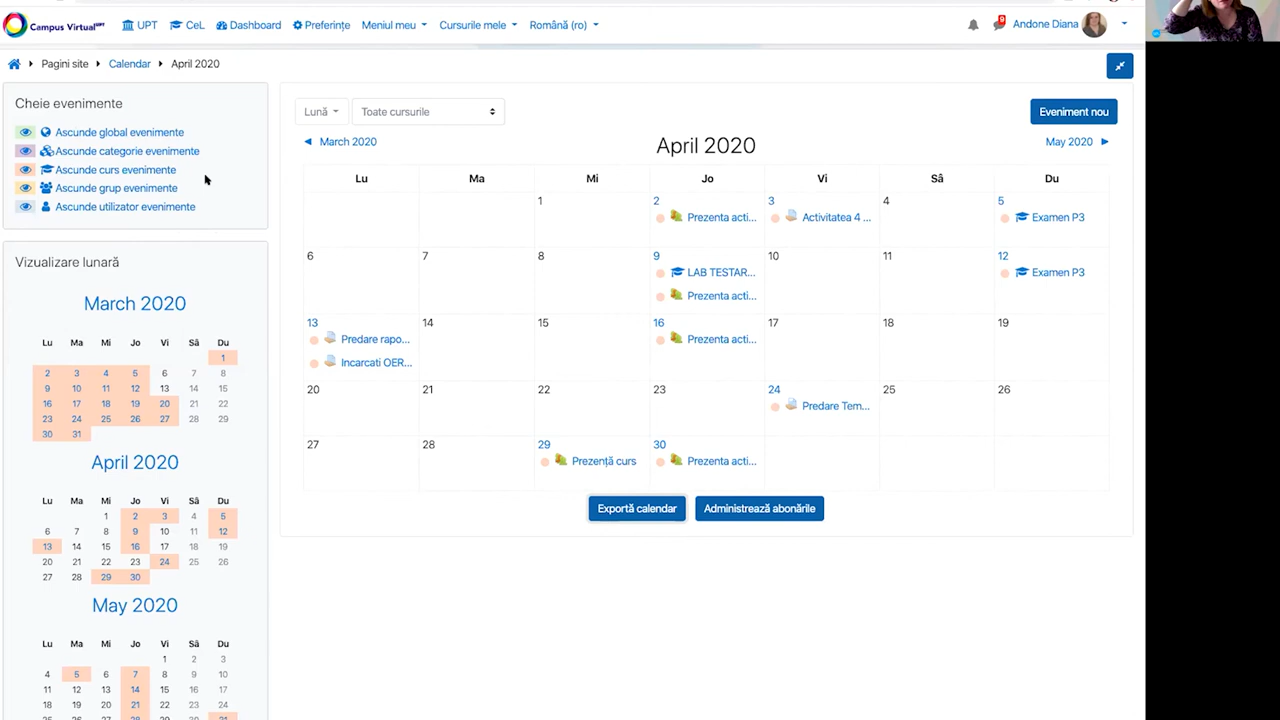 Campus Virtual UPT
UPT
CeL
Dashboard
Preferințe
Meniul meu
Cursurile mele
Română (ro)
9
Andone Diana
Pagini site
Calendar
April 2020
Cheie evenimente
Ascunde global evenimente
Ascunde categorie evenimente
Ascunde curs evenimente
Ascunde grup evenimente
Ascunde utilizator evenimente
Vizualizare lunară
March 2020
Lu Ma Mi Jo Vi Sâ Du
1
2 3 4 5 6 7 8
9 10 11 12 13 14 15
16 17 18 19 20 21 22
23 24 25 26 27 28 29
30 31
April 2020
Lu Ma Mi Jo Vi Sâ Du
1 2 3 4 5
6 7 8 9 10 11 12
13 14 15 16 17 18 19
20 21 22 23 24 25 26
27 28 29 30
May 2020
Lu Ma Mi Jo Vi Sâ Du
1 2 3
4 5 6 7 8 9 10
11 12 13 14 15 16 17
18 19 20 21 22 23 24
25 26 27 28 29 30 31
Lună
Toate cursurile
Eveniment nou
March 2020
April 2020
May 2020
Lu Ma Mi Jo Vi Sâ Du
1 2 3 4 5
Prezenta acti... Activitatea 4 ... Examen P3
6 7 8 9 10 11 12
LAB TESTAR... Examen P3
Prezenta acti...
13 14 15 16 17 18 19
Predare rapo... Prezenta acti...
Incarcati OER...
20 21 22 23 24 25 26
Predare Tem...
27 28 29 30
Prezență curs Prezenta acti...
Exportă calendar
Administrează abonările